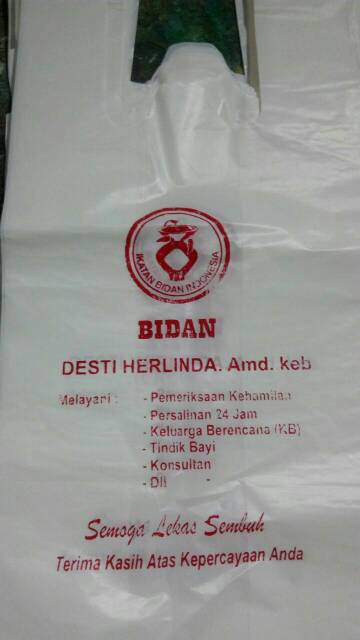 IKATAN BIDAN INDONESIA
BIDAN
DESTI HERLINDA. Amd. keb
Melayani : - Pemeriksaan Kehamilan
- Persalinan 24 Jam
- Keluarga Berencana (KB)
- Tindik Bayi
- Konsultan
- Dll -
Semoga Lekas Sembuh
Terima Kasih Atas Kepercayaan Anda